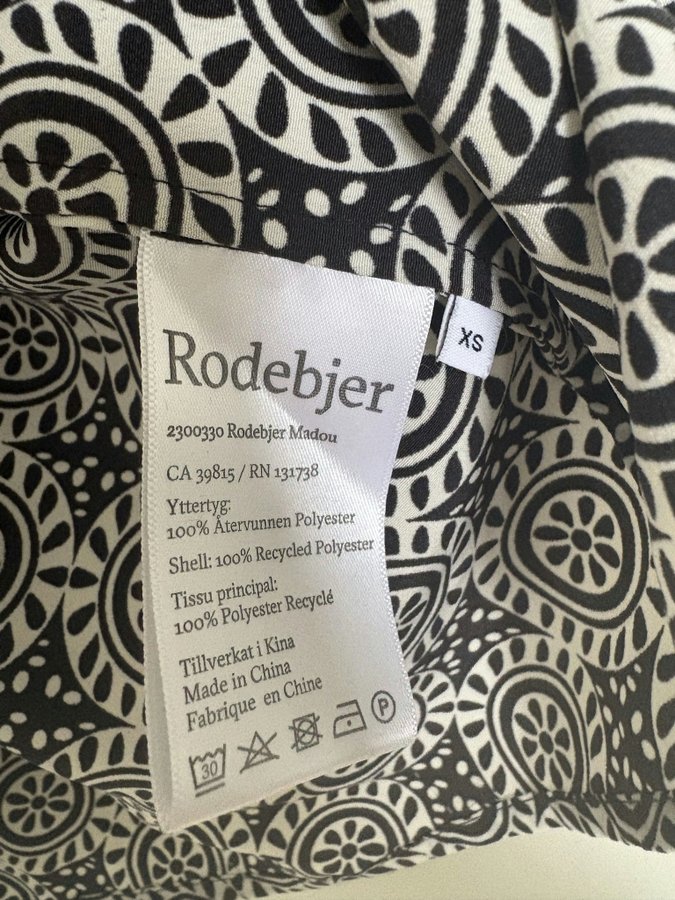 Rodebjer
XS
2300330 Rodebjer Madou
CA 39815 / RN 131738
Yttertyg:
100% Återvunnen Polyester
Shell: 100% Recycled Polyester
Tissu principal:
100% Polyester Recyclé
Tillverkat i Kina
Made in China
Fabrique en Chine
30
P